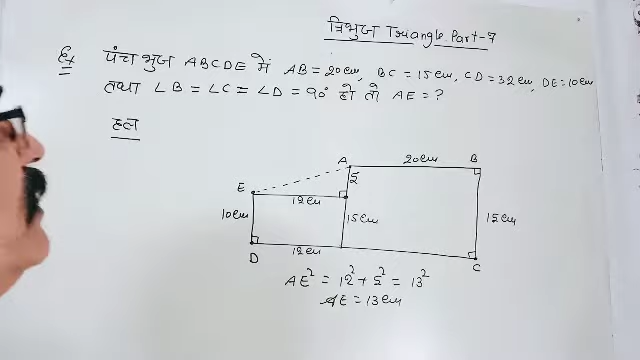 त्रिभुज Triangle Part-9
Ex पंचभुज ABCDE में AB=20cm, BC=15cm, CD=32cm, DE=10cm
तथा ∠B = ∠C = ∠D = 90° हो तो AE = ?
हल
A 20cm B
5
E 12cm
10cm 15cm 15cm
D 12cm C
AE² = 12² + 5² = 13²
AE = 13cm